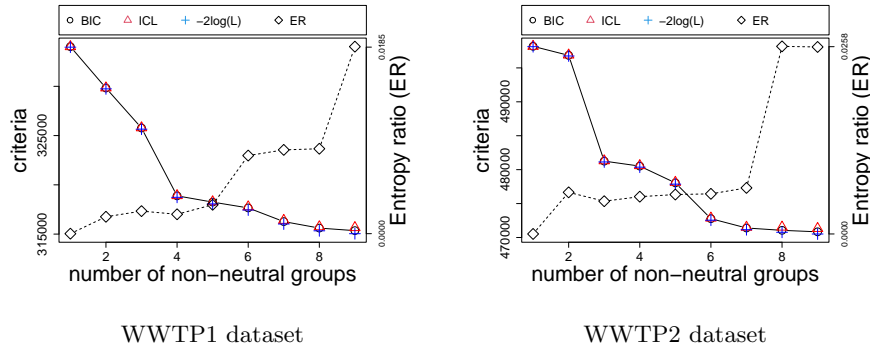 BIC ICL −2log(L) ER
315000 325000
criteria
2 4 6 8
number of non−neutral groups
0.0000 0.0185
Entropy ratio (ER)
WWTP1 dataset
BIC ICL −2log(L) ER
470000 480000 490000
criteria
2 4 6 8
number of non−neutral groups
0.0000 0.0258
Entropy ratio (ER)
WWTP2 dataset